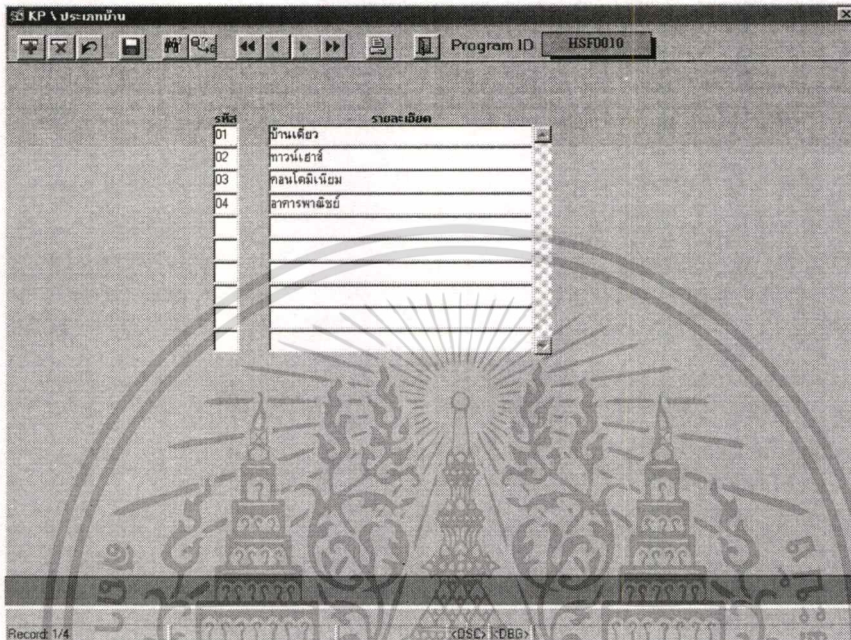 KP \ ประเภทบ้าน
Program ID HSF0010
รหัส รายละเอียด
01 บ้านเดี่ยว
02 ทาวน์เฮาส์
03 คอนโดมิเนียม
04 อาคารพาณิชย์
Record: 1/4 <OSC> <DBG>